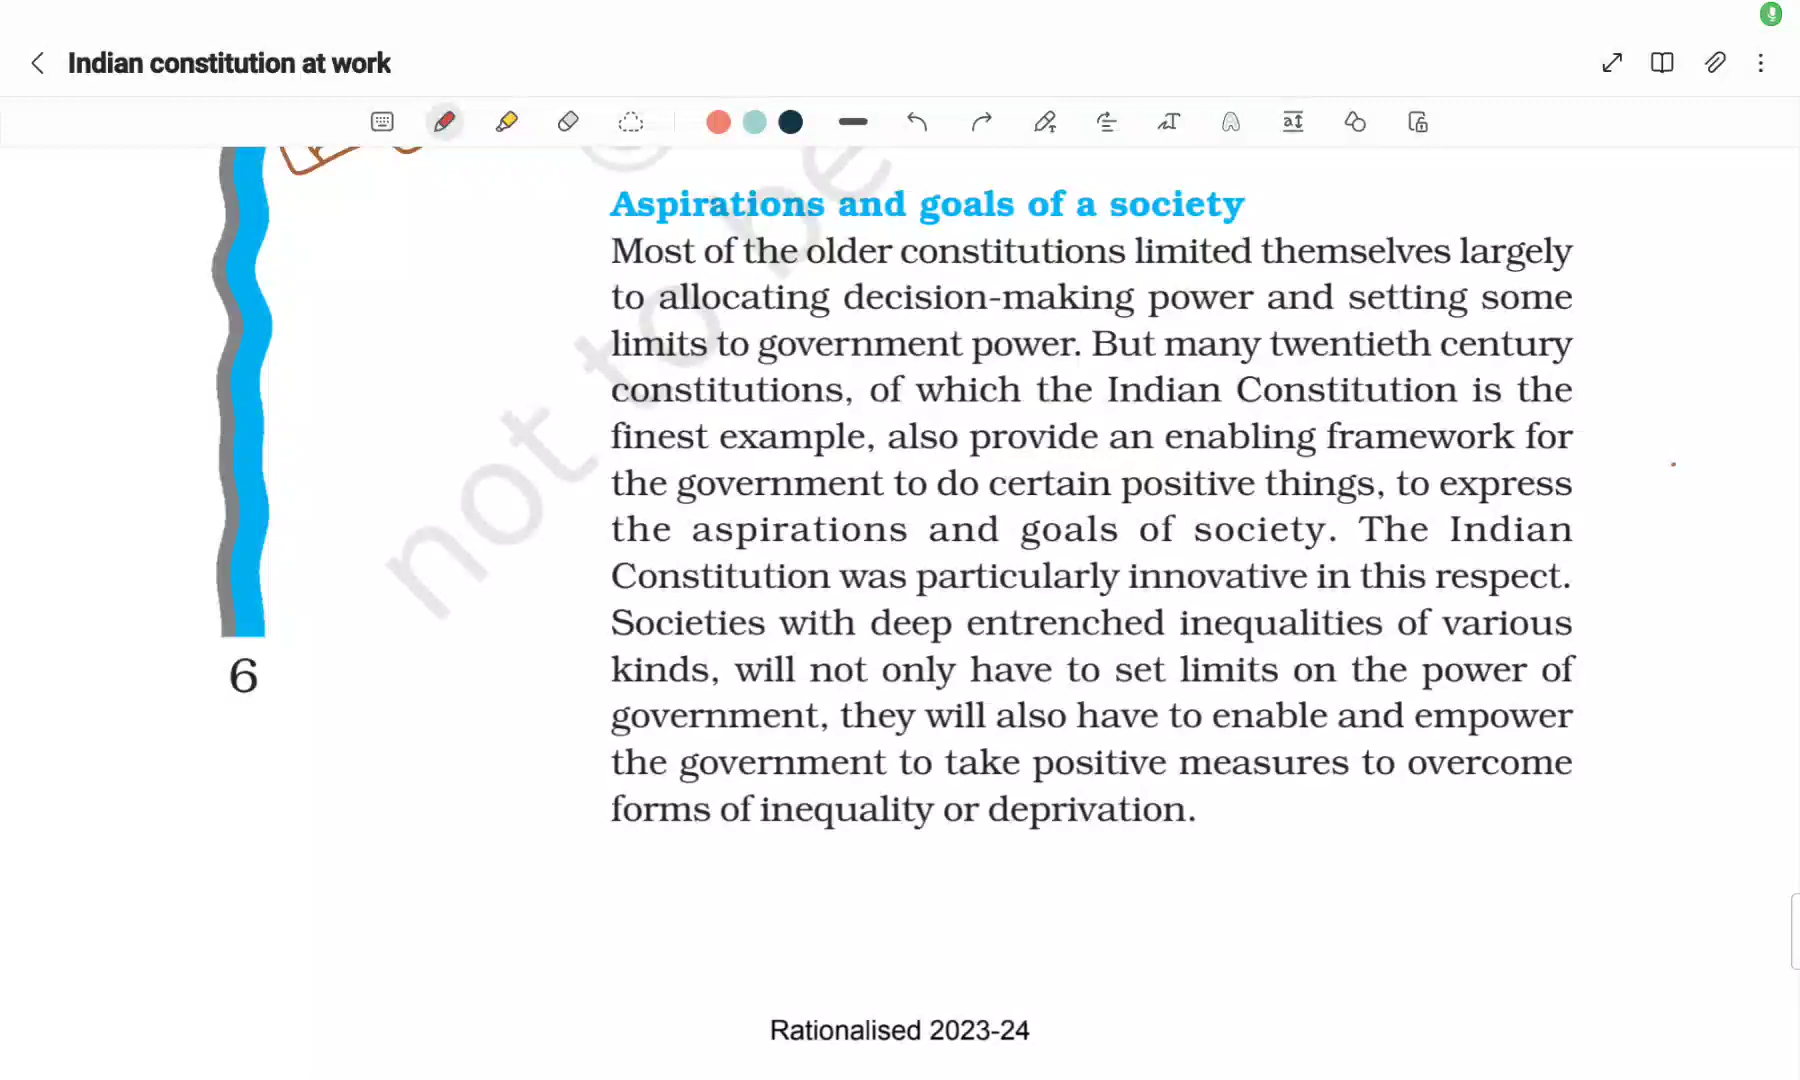 Indian constitution at work
not to be
Aspirations and goals of a society
Most of the older constitutions limited themselves largely
to allocating decision-making power and setting some
limits to government power. But many twentieth century
constitutions, of which the Indian Constitution is the
finest example, also provide an enabling framework for
the government to do certain positive things, to express
the aspirations and goals of society. The Indian
Constitution was particularly innovative in this respect.
Societies with deep entrenched inequalities of various
kinds, will not only have to set limits on the power of
government, they will also have to enable and empower
the government to take positive measures to overcome
forms of inequality or deprivation.
6
Rationalised 2023-24